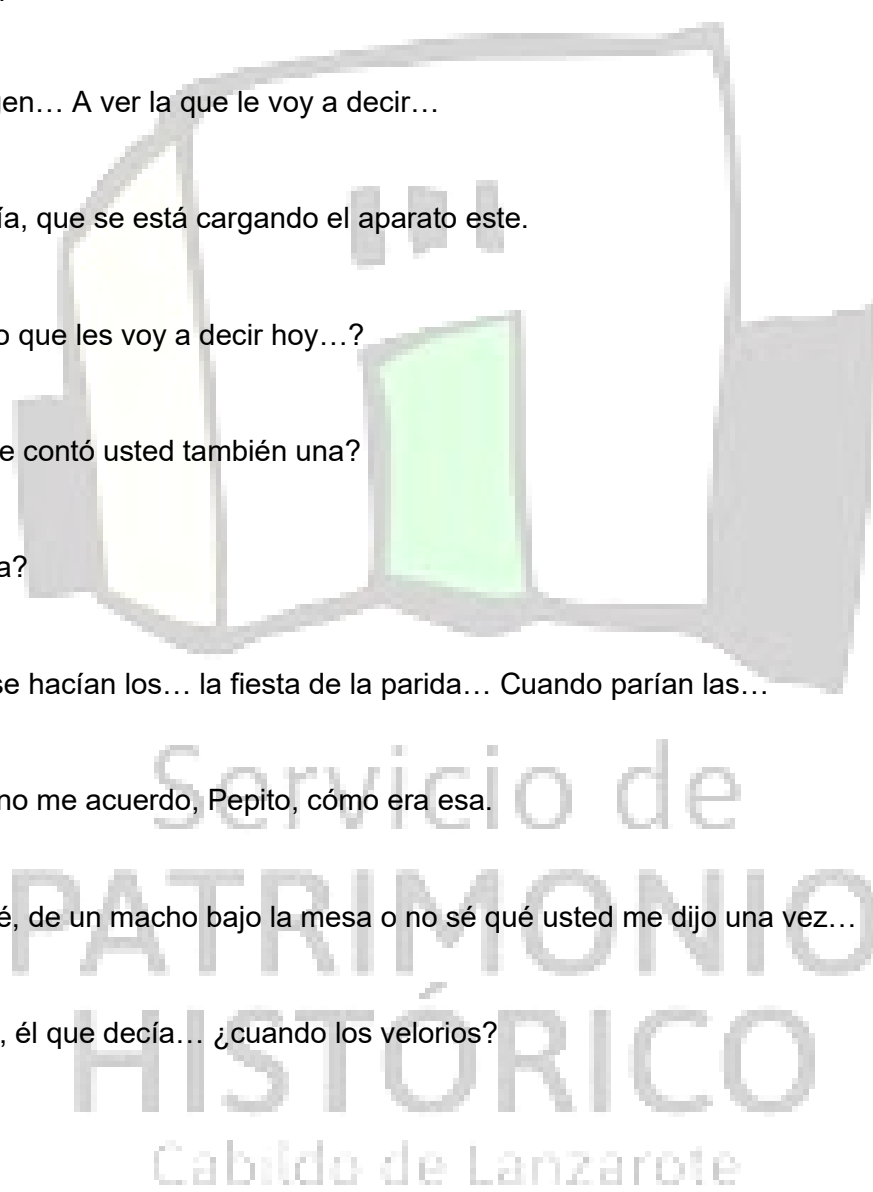 en… A ver la que le voy a decir…
ía, que se está cargando el aparato este.
o que les voy a decir hoy…?
e contó usted también una?
a?
se hacían los… la fiesta de la parida… Cuando parían las…
Servicio de
no me acuerdo, Pepito, cómo era esa.
PATRIMONIO
é, de un macho bajo la mesa o no sé qué usted me dijo una vez…
HISTÓRICO
, él que decía… ¿cuando los velorios?
Cabildo de Lanzarote